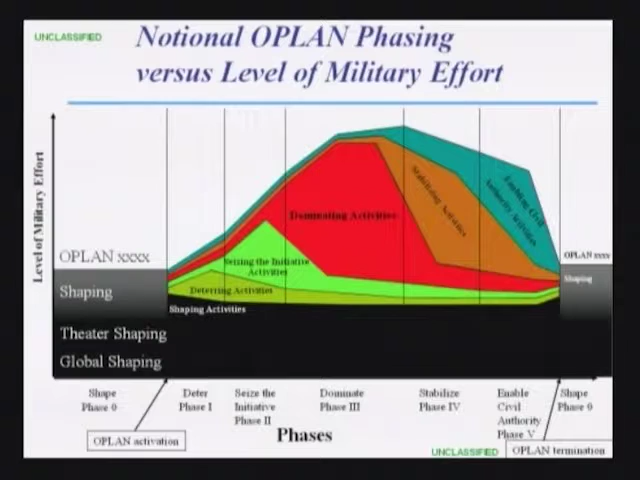 UNCLASSIFIED
Notional OPLAN Phasing
versus Level of Military Effort
Level of Military Effort
OPLAN xxxx
Shaping
Theater Shaping
Global Shaping
Enabling Civil
Authority Activities
Stabilizing Activities
Dominating Activities
Seizing the Initiative
Activities
Deterring Activities
Shaping Activities
OPLAN xxxx
Shaping
Shape
Phase 0
Deter
Phase I
Seize the
Initiative
Phase II
Dominate
Phase III
Stabilize
Phase IV
Enable
Civil
Authority
Phase V
Shape
Phase 0
OPLAN activation
Phases
OPLAN termination
UNCLASSIFIED